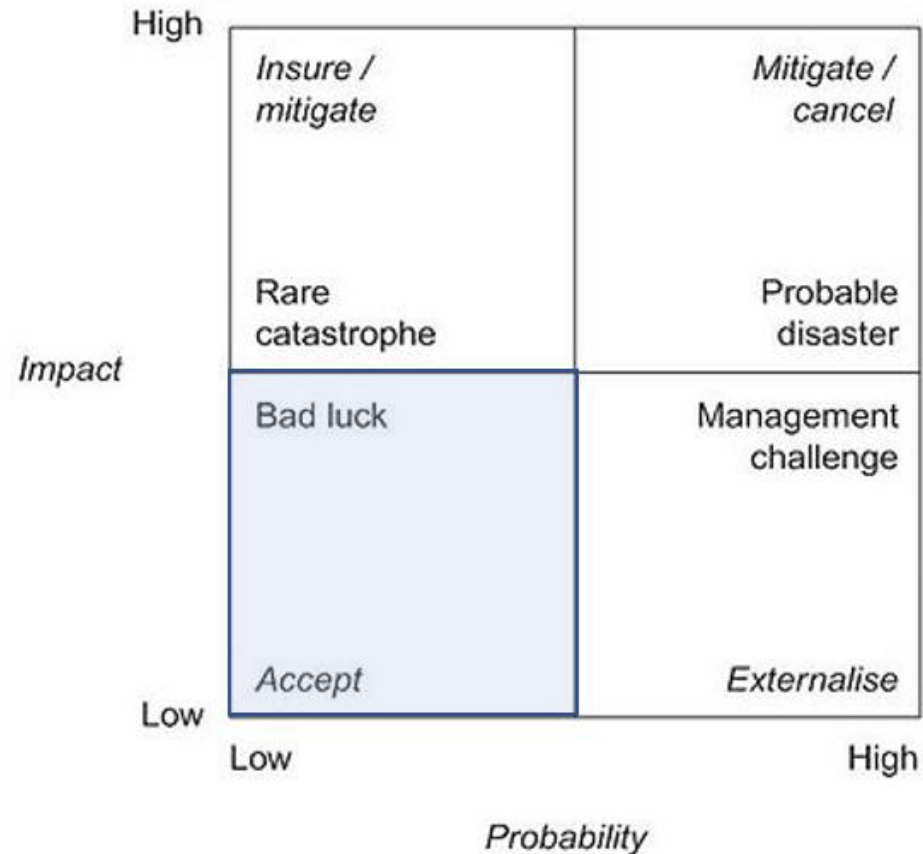 High
Insure /
mitigate
Mitigate /
cancel
Rare
catastrophe
Probable
disaster
Impact
Bad luck
Management
challenge
Accept
Externalise
Low
Low
High
Probability